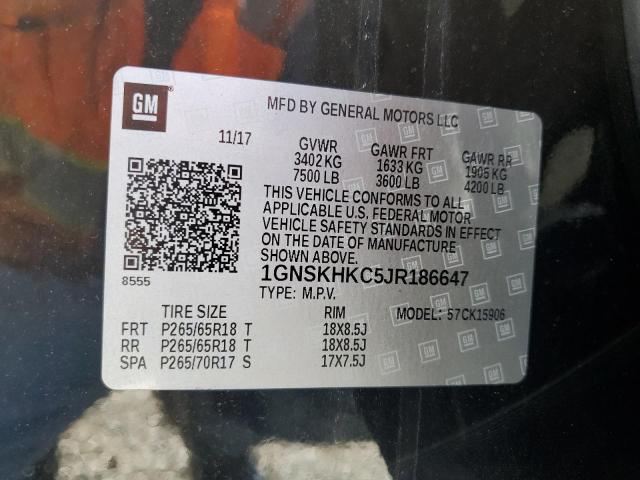 GM
MFD BY GENERAL MOTORS LLC
11/17
GVWR GAWR FRT GAWR RR
3402 KG 1633 KG 1905 KG
7500 LB 3600 LB 4200 LB
THIS VEHICLE CONFORMS TO ALL
APPLICABLE U.S. FEDERAL MOTOR
VEHICLE SAFETY STANDARDS IN EFFECT
ON THE DATE OF MANUFACTURE
SHOWN ABOVE.
8555
1GNSKHKC5JR186647
TYPE: M.P.V. MODEL: 57CK15906
TIRE SIZE RIM
FRT P265/65R18 T 18X8.5J
RR P265/65R18 T 18X8.5J
SPA P265/70R17 S 17X7.5J